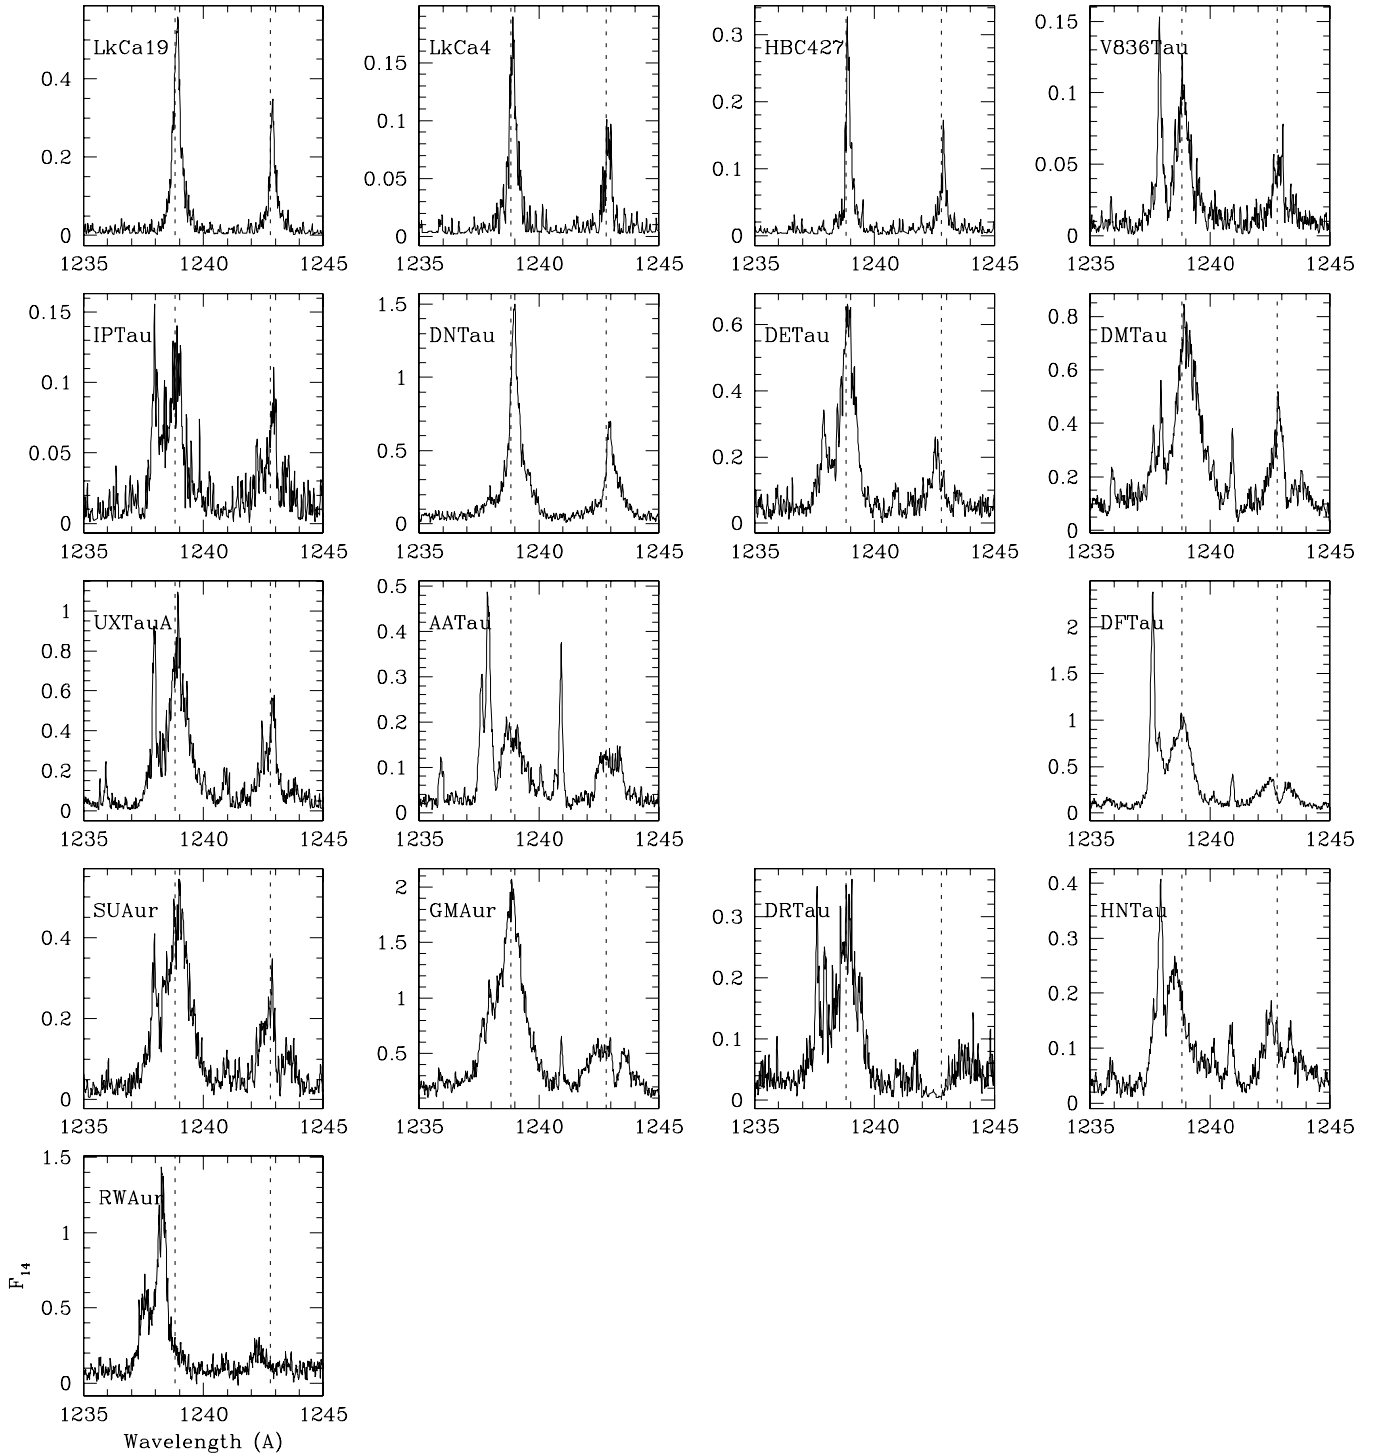 LkCa19
0.4
0.2
0
1235 1240 1245
LkCa4
0.15
0.1
0.05
0
1235 1240 1245
HBC427
0.3
0.2
0.1
0
1235 1240 1245
V836Tau
0.15
0.1
0.05
0
1235 1240 1245
IPTau
0.15
0.1
0.05
0
1235 1240 1245
DNTau
1.5
1
0.5
0
1235 1240 1245
DETau
0.6
0.4
0.2
0
1235 1240 1245
DMTau
0.8
0.6
0.4
0.2
0
1235 1240 1245
UXTauA
1
0.8
0.6
0.4
0.2
0
1235 1240 1245
AATau
0.5
0.4
0.3
0.2
0.1
0
1235 1240 1245
DFTau
2
1.5
1
0.5
0
1235 1240 1245
SUAur
0.4
0.2
0
1235 1240 1245
GMAur
2
1.5
1
0.5
1235 1240 1245
DRTau
0.3
0.2
0.1
0
1235 1240 1245
HNTau
0.4
0.3
0.2
0.1
0
1235 1240 1245
RWAur
1.5
1
0.5
0
1235 1240 1245
F14
Wavelength (A)